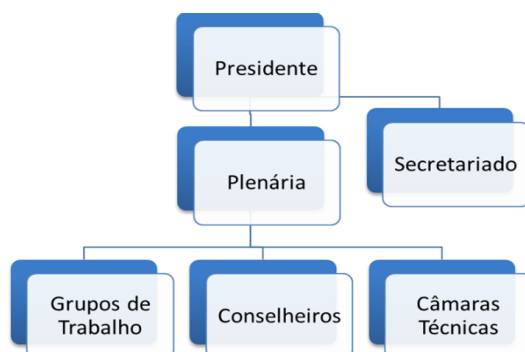 Presidente
Secretariado
Plenária
Grupos de
Trabalho
Conselheiros
Câmaras
Técnicas